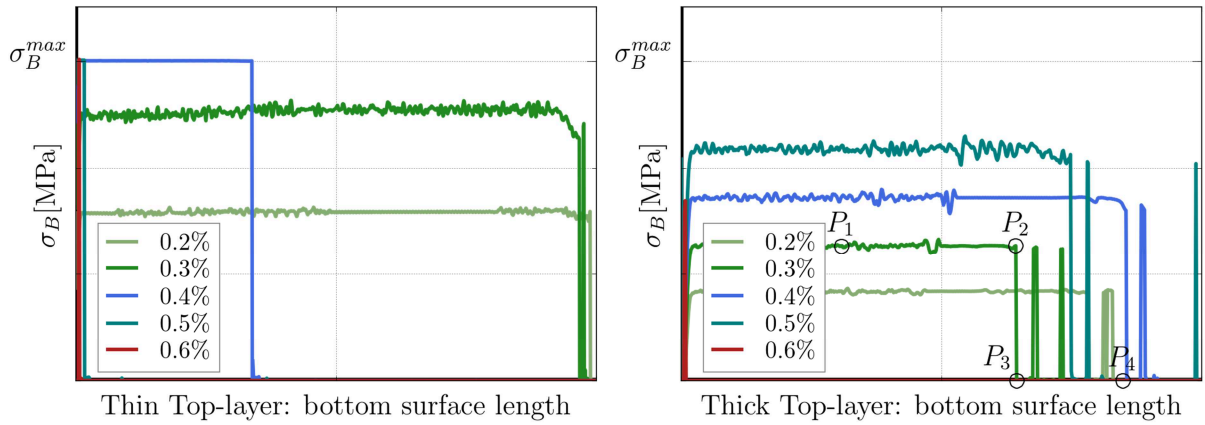 σ_B^{max}
σ_B[MPa]
0.2%
0.3%
0.4%
0.5%
0.6%
Thin Top-layer: bottom surface length
σ_B^{max}
σ_B[MPa]
P_1
P_2
0.2%
0.3%
0.4%
0.5%
0.6%
P_3
P_4
Thick Top-layer: bottom surface length